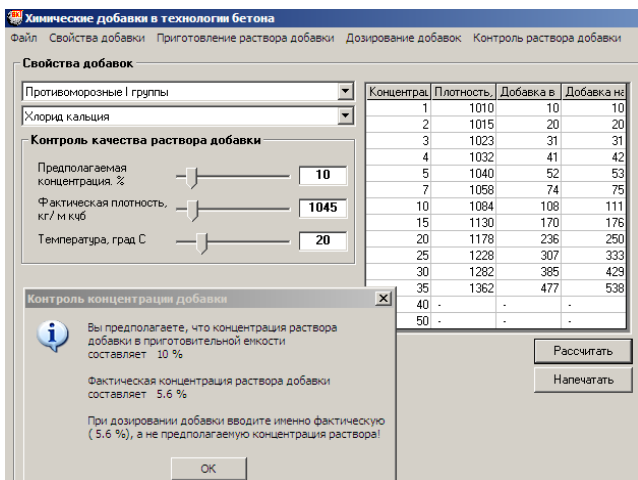 Химические добавки в технологии бетона
Файл Свойства добавки Приготовление раствора добавки Дозирование добавок Контроль раствора добавки
Свойства добавок
Противоморозные I группы
Хлорид кальция
Контроль качества раствора добавки
Предполагаемая
концентрация. %
10
Фактическая плотность,
кг/ м куб
1045
Температура, град С
20
Концентрац Плотность, Добавка в Добавка на
1 1010 10 10
2 1015 20 20
3 1023 31 31
4 1032 41 42
5 1040 52 53
7 1058 74 75
10 1084 108 111
15 1130 170 176
20 1178 236 250
25 1228 307 333
30 1282 385 429
35 1362 477 538
40 - - -
50 - - -
Контроль концентрации добавки
Вы предполагаете, что концентрация раствора
добавки в приготовительной емкости
составляет 10 %
Фактическая концентрация раствора добавки
составляет 5.6 %
При дозировании добавки вводите именно фактическую
( 5.6 %), а не предполагаемую концентрация раствора!
OK
Рассчитать
Напечатать